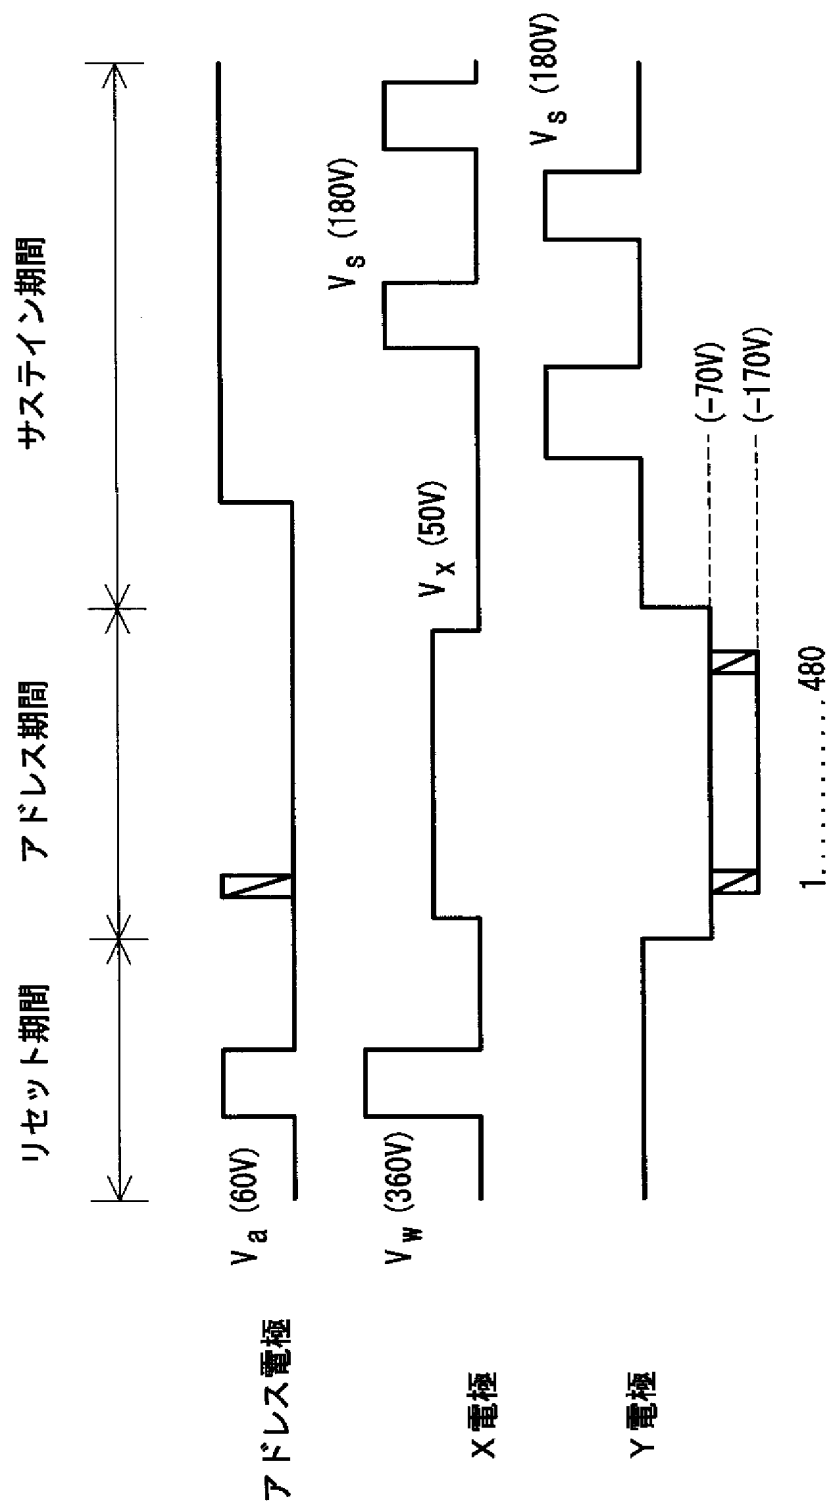 リセット期間
アドレス期間
サステイン期間
アドレス電極
Va (60V)
X電極
Vw (360V)
Vx (50V)
Vs (180V)
Y電極
Vs (180V)
(-70V)
(-170V)
1.........480